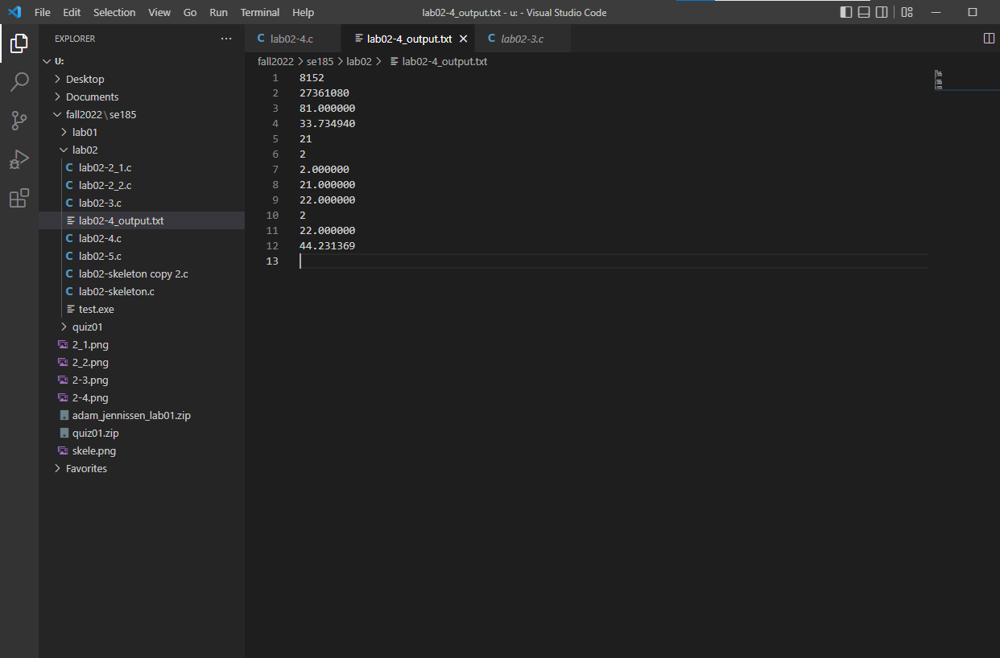 File Edit Selection View Go Run Terminal Help lab02-4_output.txt - u: - Visual Studio Code
EXPLORER ···
U:
Desktop
Documents
fall2022\se185
lab01
lab02
C lab02-2_1.c
C lab02-2_2.c
C lab02-3.c
lab02-4_output.txt
C lab02-4.c
C lab02-5.c
C lab02-skeleton copy 2.c
C lab02-skeleton.c
test.exe
quiz01
2_1.png
2_2.png
2-3.png
2-4.png
adam_jennissen_lab01.zip
quiz01.zip
skele.png
Favorites
C lab02-4.c lab02-4_output.txt C lab02-3.c
fall2022 > se185 > lab02 > lab02-4_output.txt
1 8152
2 27361080
3 81.000000
4 33.734940
5 21
6 2
7 2.000000
8 21.000000
9 22.000000
10 2
11 22.000000
12 44.231369
13